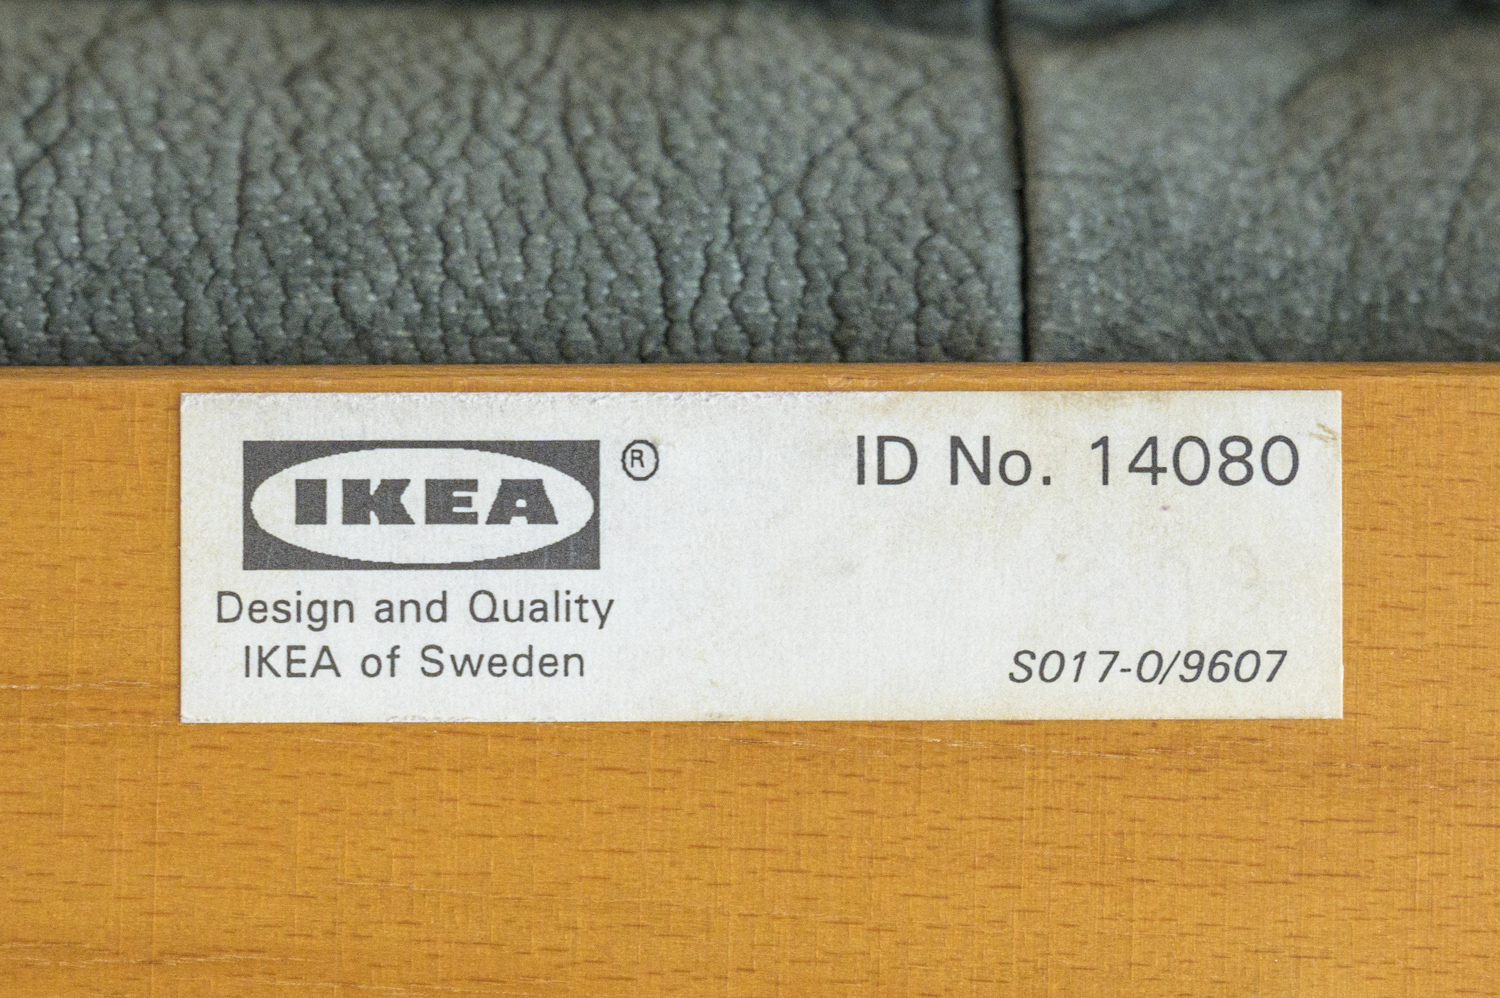 IKEA ®
Design and Quality
IKEA of Sweden
ID No. 14080
S017-0/9607